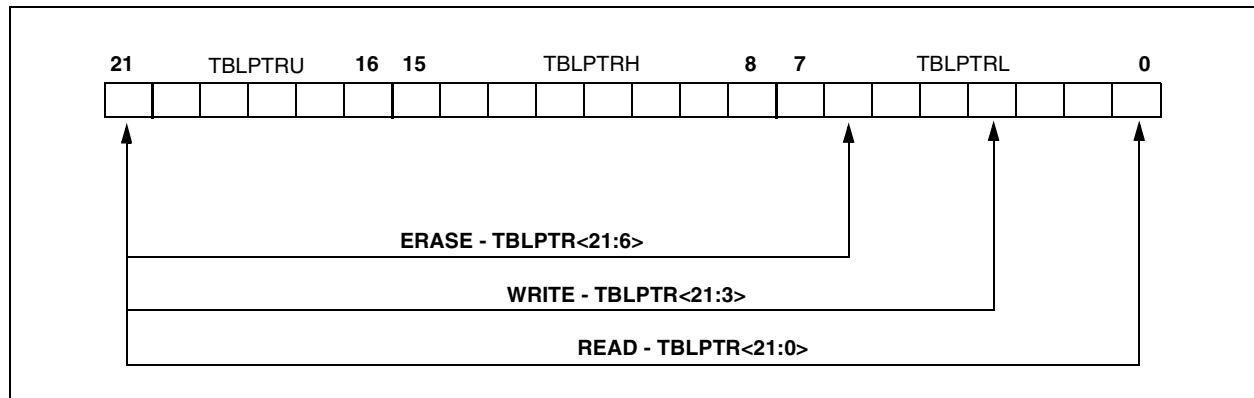 21 TBLPTRU 16 15 TBLPTRH 8 7 TBLPTRL 0
ERASE - TBLPTR<21:6>
WRITE - TBLPTR<21:3>
READ - TBLPTR<21:0>